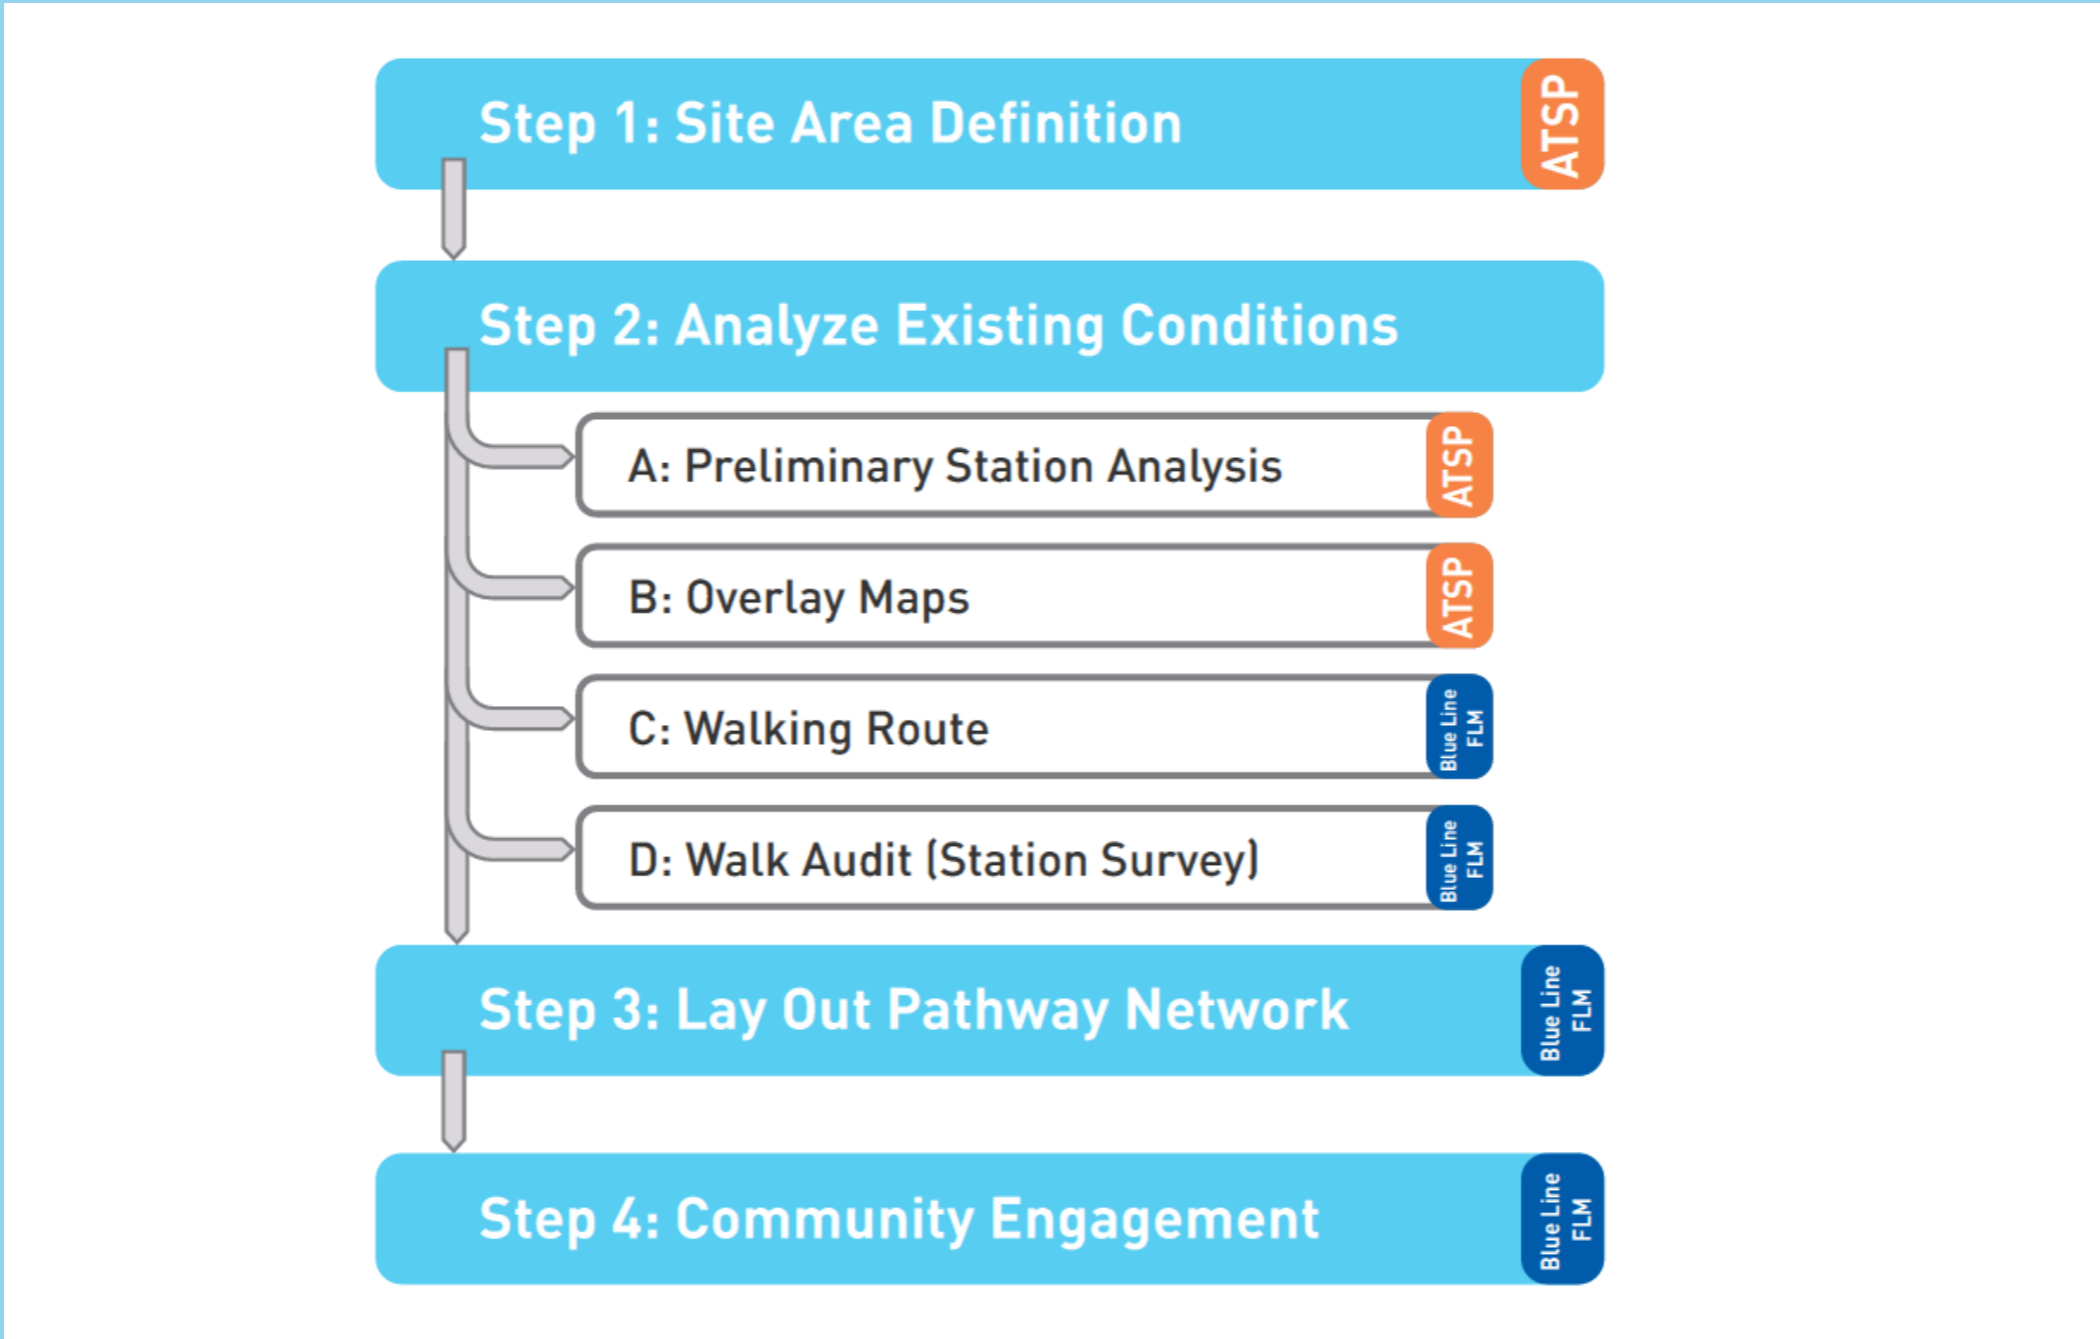 Step 1: Site Area Definition
ATSP
Step 2: Analyze Existing Conditions
A: Preliminary Station Analysis
ATSP
B: Overlay Maps
ATSP
C: Walking Route
Blue Line
FLM
D: Walk Audit (Station Survey)
Blue Line
FLM
Step 3: Lay Out Pathway Network
Blue Line
FLM
Step 4: Community Engagement
Blue Line
FLM